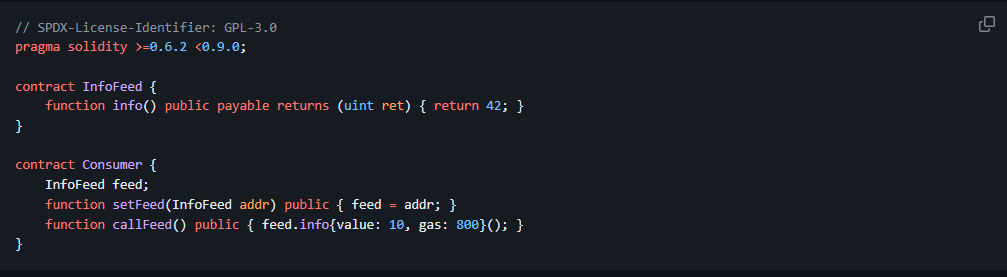 // SPDX-License-Identifier: GPL-3.0
pragma solidity >=0.6.2 <0.9.0;

contract InfoFeed {
    function info() public payable returns (uint ret) { return 42; }
}

contract Consumer {
    InfoFeed feed;
    function setFeed(InfoFeed addr) public { feed = addr; }
    function callFeed() public { feed.info{value: 10, gas: 800}(); }
}